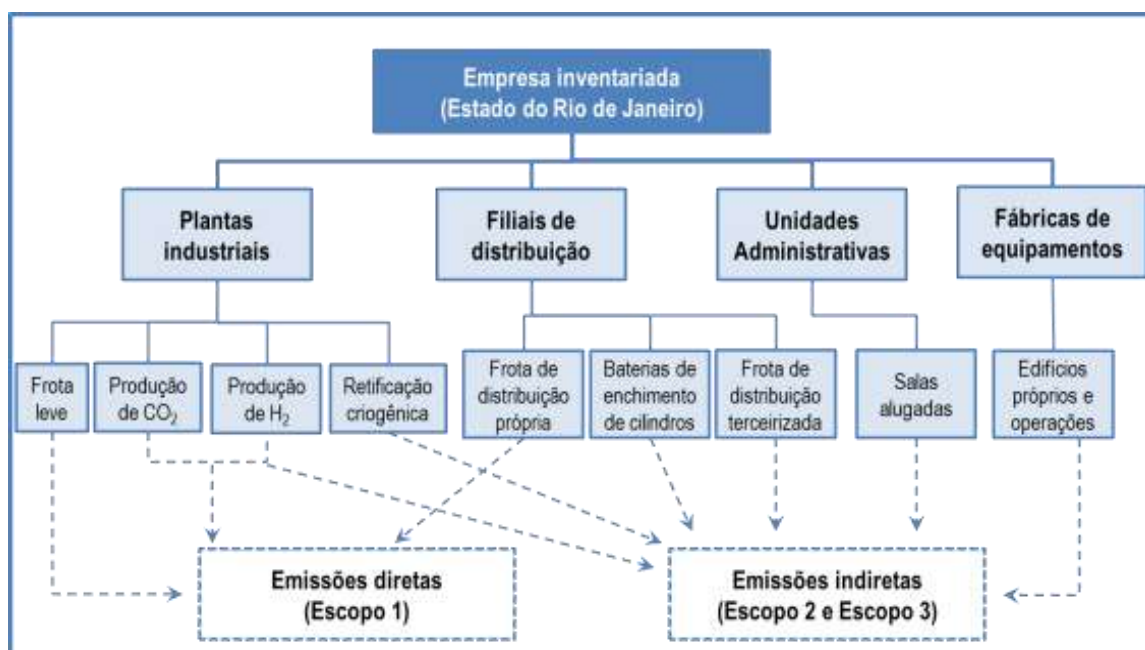 Empresa inventariada
(Estado do Rio de Janeiro)
Plantas
industriais
Filiais de
distribuição
Unidades
Administrativas
Fábricas de
equipamentos
Frota
leve
Produção
de CO₂
Produção
de H₂
Retificação
criogênica
Frota de
distribuição
própria
Baterias de
enchimento
de cilindros
Frota de
distribuição
terceirizada
Salas
alugadas
Edifícios
próprios e
operações
Emissões diretas
(Escopo 1)
Emissões indiretas
(Escopo 2 e Escopo 3)